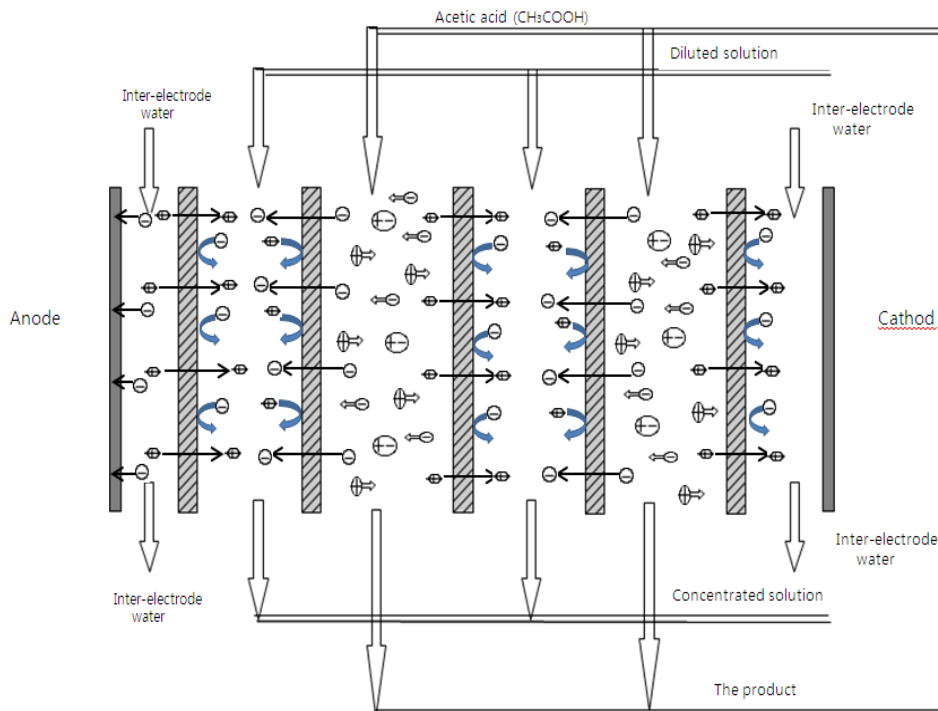 Acetic acid (CH₃COOH)
Diluted solution
Inter-electrode
water
Inter-electrode
water
Anode
Cathod
Inter-electrode
water
Inter-electrode
water
Concentrated solution
The product